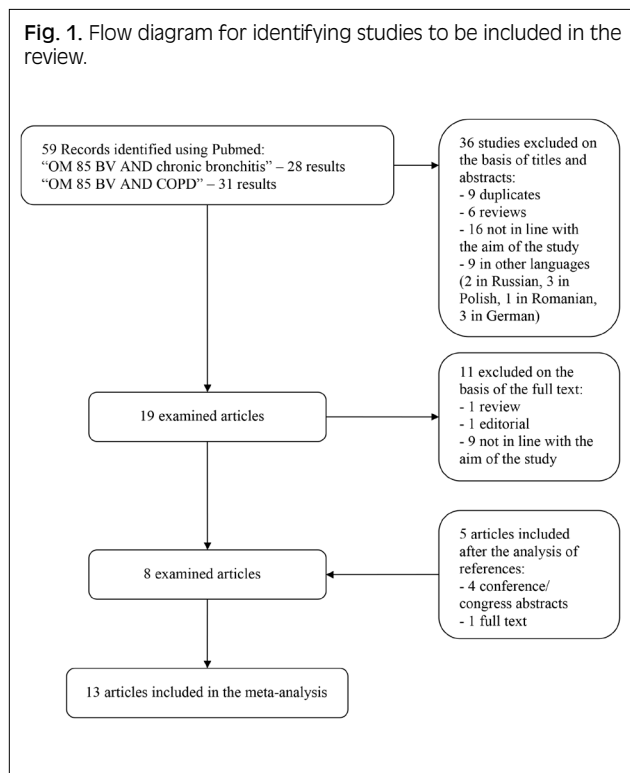 Fig. 1. Flow diagram for identifying studies to be included in the
review.
59 Records identified using Pubmed:
“OM 85 BV AND chronic bronchitis” – 28 results
“OM 85 BV AND COPD” – 31 results
36 studies excluded on
the basis of titles and
abstracts:
- 9 duplicates
- 6 reviews
- 16 not in line with
the aim of the study
- 9 in other languages
(2 in Russian, 3 in
Polish, 1 in Romanian,
3 in German)
19 examined articles
11 excluded on the
basis of the full text:
- 1 review
- 1 editorial
- 9 not in line with the
aim of the study
8 examined articles
5 articles included
after the analysis of
references:
- 4 conference/
congress abstracts
- 1 full text
13 articles included in the meta-analysis